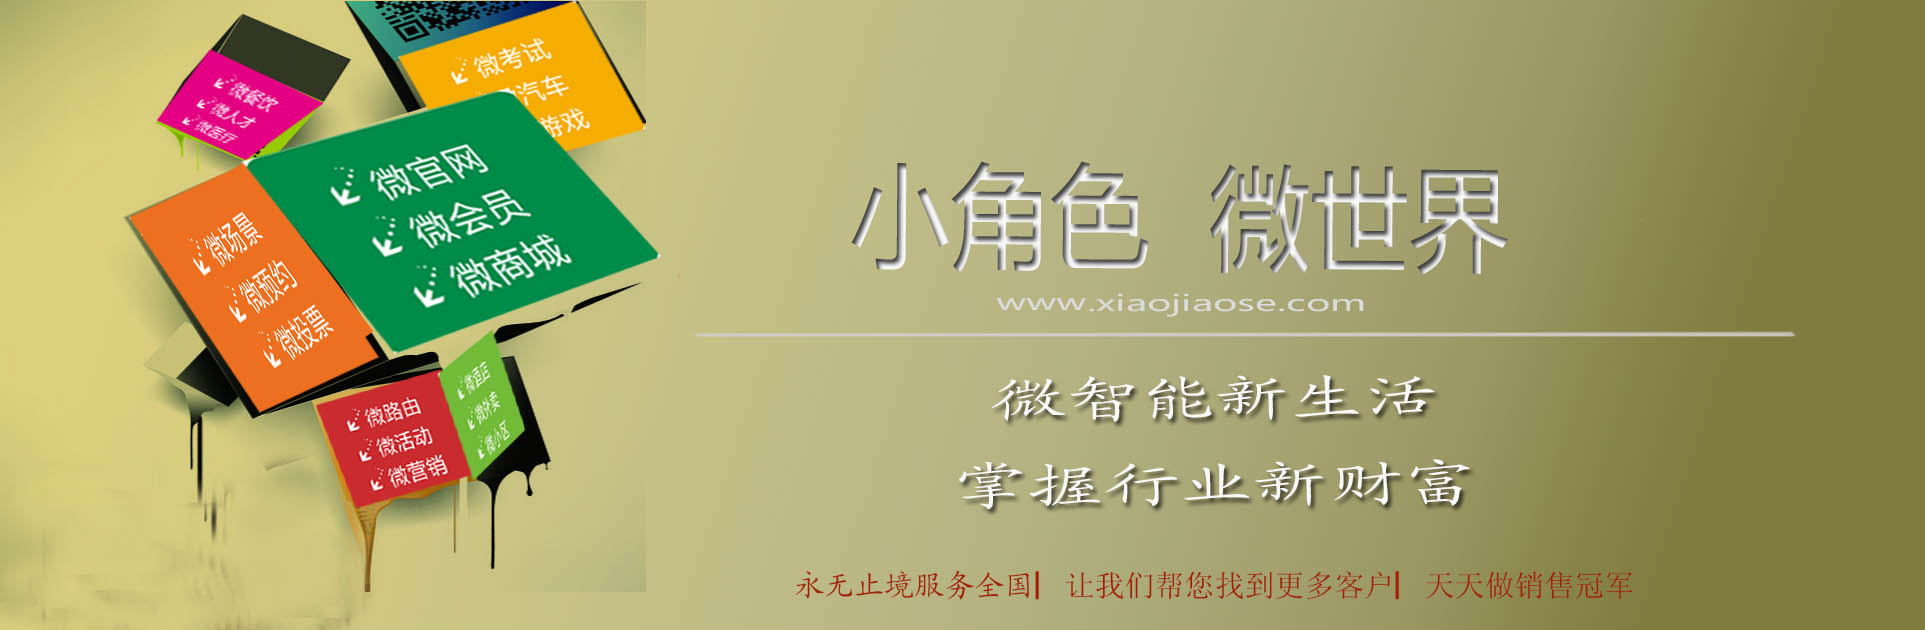 微餐饮
微人才
微医疗
微考试
汽车
游戏
微官网
微会员
微商城
微场景
微预约
微投票
微路由
微活动
微营销
微酒店
微外卖
微小区
小角色 微世界
www.xiaojiaose.com
微智能新生活
掌握行业新财富
永无止境服务全国| 让我们帮您找到更多客户| 天天做销售冠军